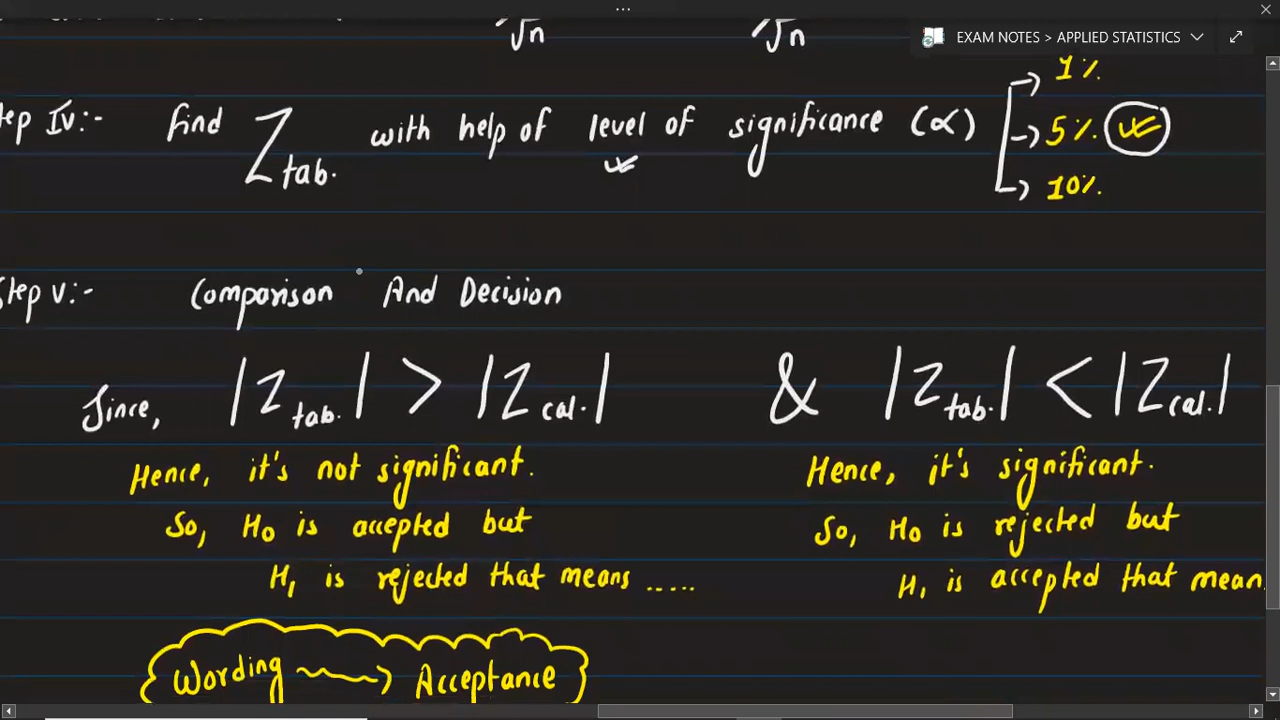 ...
√n √n
EXAM NOTES > APPLIED STATISTICS
1%
tep IV:- find Z tab. with help of level of significance (α) 5%
10%
Step V:- Comparison And Decision
Since, |Z tab.| > |Z cal.| & |Z tab.| < |Z cal.|
Hence, it's not significant. Hence, it's significant.
So, H0 is accepted but So, H0 is rejected but
H1 is rejected that means ..... H1 is accepted that mean
Wording Acceptance